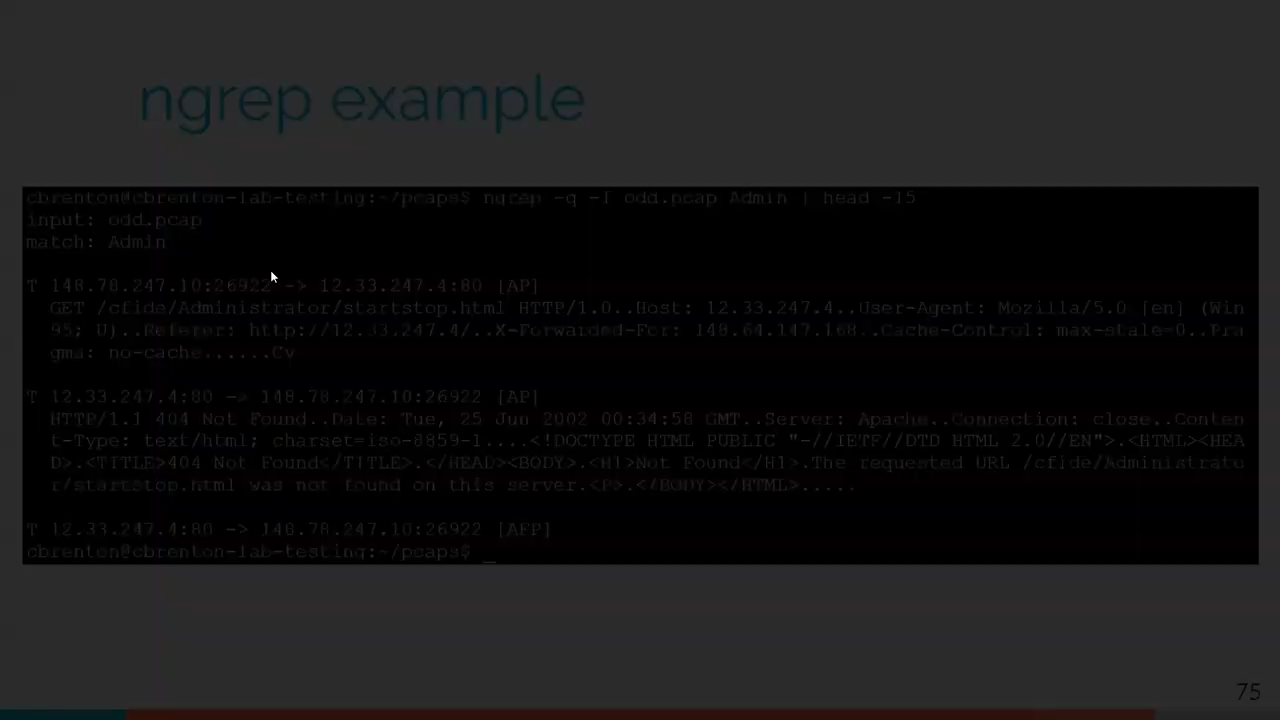 ngrep example
cbrenton@cbrenton-lab-testing:~/pcaps$ ngrep -q -I odd.pcap Admin | head -15
input: odd.pcap
match: Admin
T 148.78.247.10:26922 -> 12.33.247.4:80 [AP]
GET /cfide/Administrator/startstop.html HTTP/1.0..Host: 12.33.247.4..User-Agent: Mozilla/5.0 [en] (Win
95; U)..Referer: http://12.33.247.4/..X-Forwarded-For: 148.64.147.168..Cache-Control: max-stale=0..Pra
gma: no-cache......Cv
T 12.33.247.4:80 -> 148.78.247.10:26922 [AP]
HTTP/1.1 404 Not Found..Date: Tue, 25 Jun 2002 00:34:58 GMT..Server: Apache..Connection: close..Conten
t-Type: text/html; charset=iso-8859-1....<!DOCTYPE HTML PUBLIC "-//IETF//DTD HTML 2.0//EN">.<HTML><HEA
D>.<TITLE>404 Not Found</TITLE>.</HEAD><BODY>.<H1>Not Found</H1>.The requested URL /cfide/Administrato
r/startstop.html was not found on this server.<P>.</BODY></HTML>.....
T 12.33.247.4:80 -> 148.78.247.10:26922 [AFP]
cbrenton@cbrenton-lab-testing:~/pcaps$ _
75